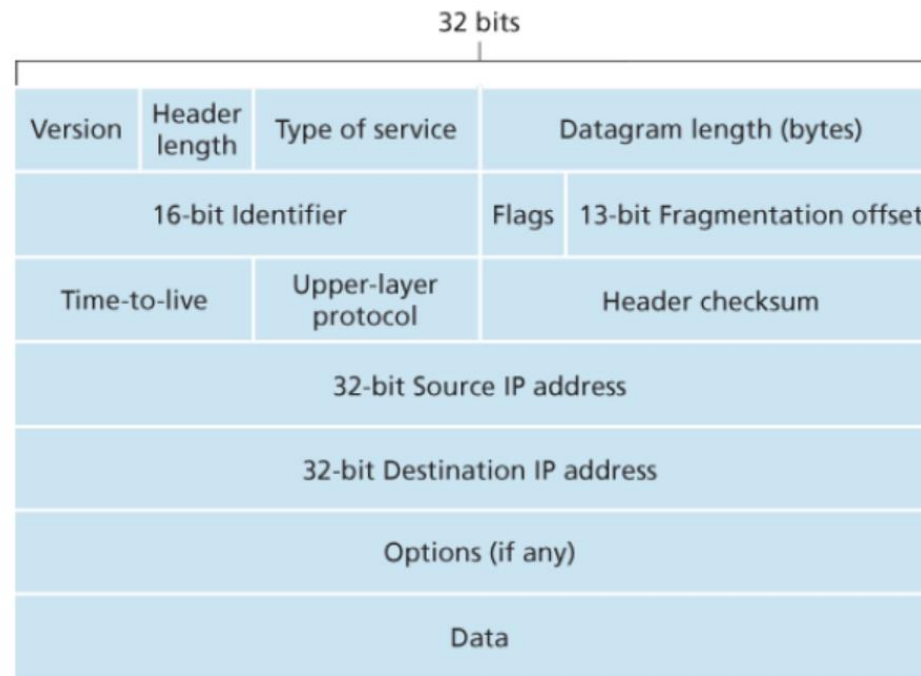 32 bits
Version
Header
length
Type of service
Datagram length (bytes)
16-bit Identifier
Flags
13-bit Fragmentation offset
Time-to-live
Upper-layer
protocol
Header checksum
32-bit Source IP address
32-bit Destination IP address
Options (if any)
Data